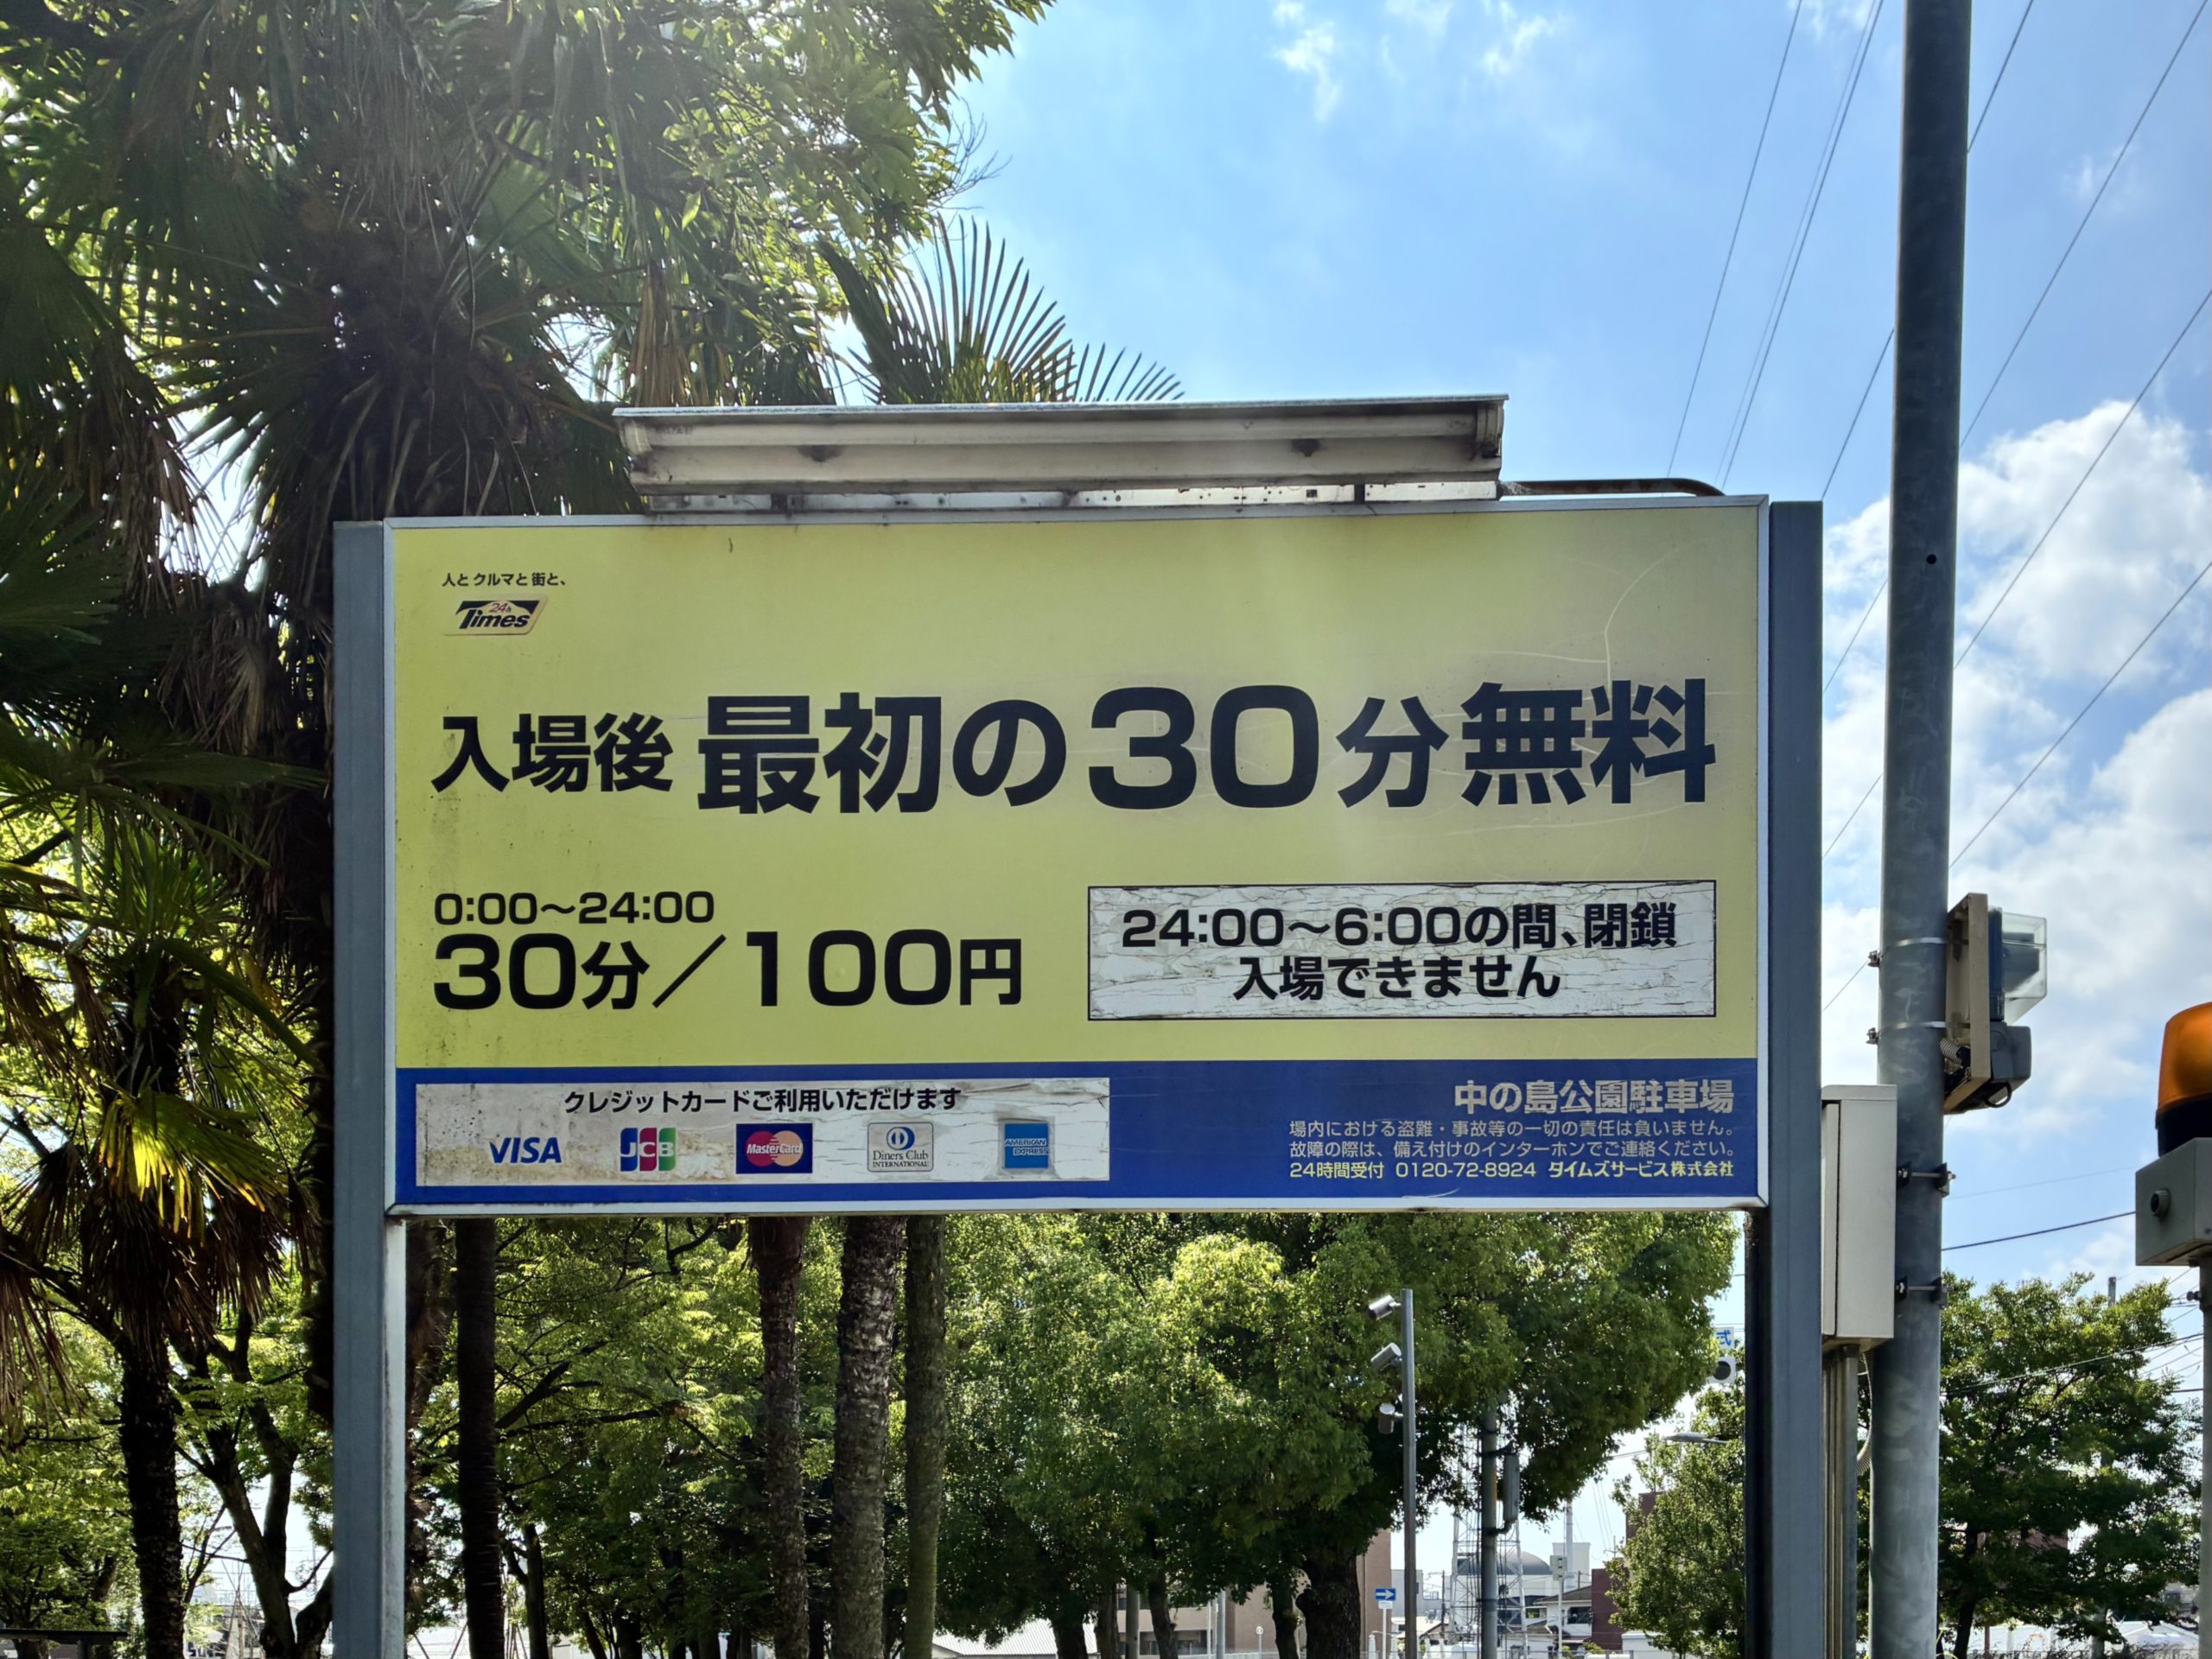 人と クルマと 街と、
24h
Times
入場後 最初の30分無料
0:00～24:00
30分／100円
24:00～6:00の間、閉鎖
入場できません
クレジットカードご利用いただけます
VISA JCB MasterCard Diners Club INTERNATIONAL AMERICAN EXPRESS
中の島公園駐車場
場内における盗難・事故等の一切の責任は負いません。
故障の際は、備え付けのインターホンでご連絡ください。
24時間受付 0120-72-8924 タイムズサービス株式会社
式